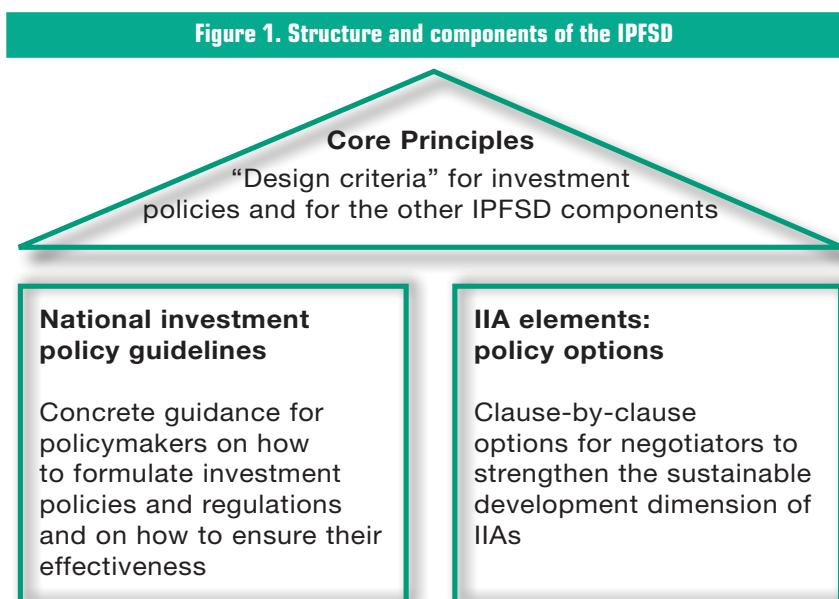 Figure 1. Structure and components of the IPFSD
Core Principles
“Design criteria” for investment
policies and for the other IPFSD components
National investment
policy guidelines
Concrete guidance for
policymakers on how
to formulate investment
policies and regulations
and on how to ensure their
effectiveness
IIA elements:
policy options
Clause-by-clause
options for negotiators to
strengthen the sustainable
development dimension of
IIAs